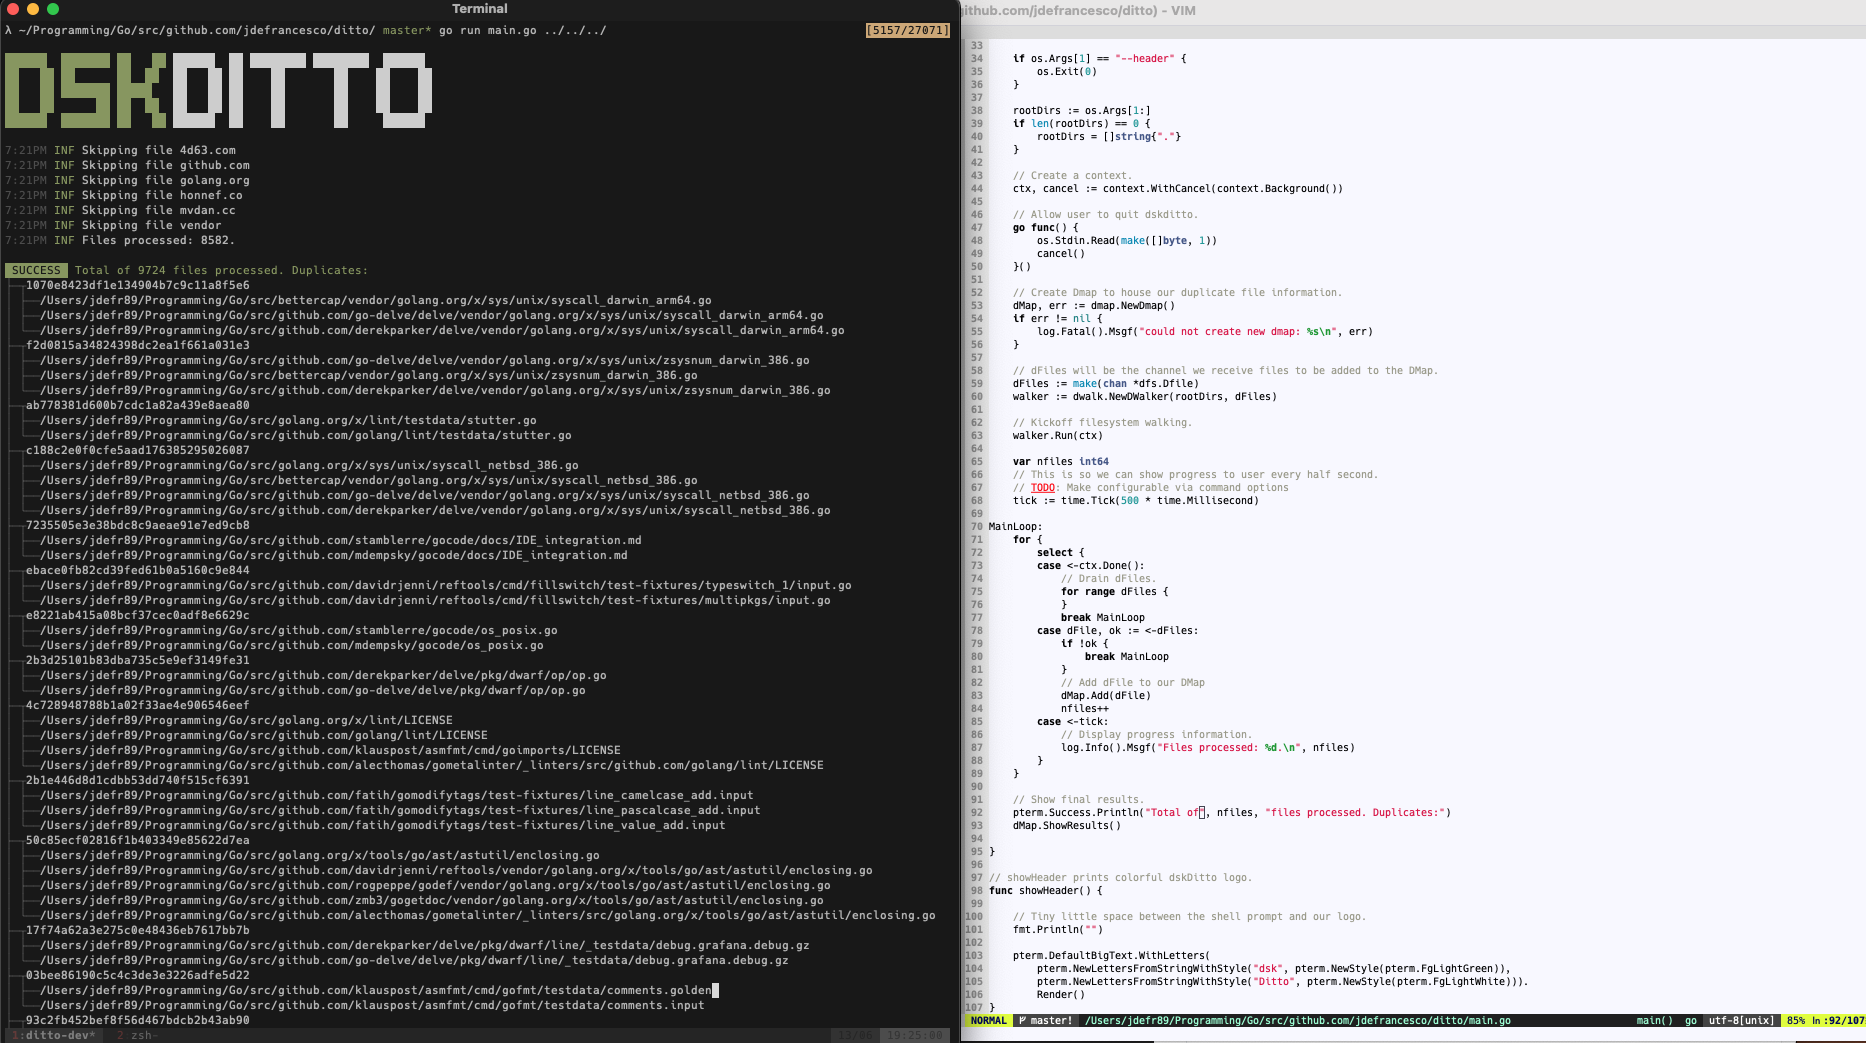 Terminal
λ ~/Programming/Go/src/github.com/jdefrancesco/ditto/ master* go run main.go ../../../
[5157/27071]
DSKDITTO
7:21PM INF Skipping file 4d63.com
7:21PM INF Skipping file github.com
7:21PM INF Skipping file golang.org
7:21PM INF Skipping file honnef.co
7:21PM INF Skipping file mvdan.cc
7:21PM INF Skipping file vendor
7:21PM INF Files processed: 8582.
SUCCESS Total of 9724 files processed. Duplicates:
1070e8423df1e134904b7c9c11a8f5e6
/Users/jdefr89/Programming/Go/src/bettercap/vendor/golang.org/x/sys/unix/syscall_darwin_arm64.go
/Users/jdefr89/Programming/Go/src/github.com/go-delve/delve/vendor/golang.org/x/sys/unix/syscall_darwin_arm64.go
/Users/jdefr89/Programming/Go/src/github.com/derekparker/delve/vendor/golang.org/x/sys/unix/syscall_darwin_arm64.go
f2d0815a34824398dc2ea1f661a031e3
/Users/jdefr89/Programming/Go/src/github.com/go-delve/delve/vendor/golang.org/x/sys/unix/zsysnum_darwin_386.go
/Users/jdefr89/Programming/Go/src/bettercap/vendor/golang.org/x/sys/unix/zsysnum_darwin_386.go
/Users/jdefr89/Programming/Go/src/github.com/derekparker/delve/vendor/golang.org/x/sys/unix/zsysnum_darwin_386.go
ab778381d600b7cdc1a82a439e8aea80
/Users/jdefr89/Programming/Go/src/golang.org/x/lint/testdata/stutter.go
/Users/jdefr89/Programming/Go/src/github.com/golang/lint/testdata/stutter.go
c188c2e0f0cfe5aad176385295026087
/Users/jdefr89/Programming/Go/src/golang.org/x/sys/unix/syscall_netbsd_386.go
/Users/jdefr89/Programming/Go/src/bettercap/vendor/golang.org/x/sys/unix/syscall_netbsd_386.go
/Users/jdefr89/Programming/Go/src/github.com/go-delve/delve/vendor/golang.org/x/sys/unix/syscall_netbsd_386.go
/Users/jdefr89/Programming/Go/src/github.com/derekparker/delve/vendor/golang.org/x/sys/unix/syscall_netbsd_386.go
7235505e3e38bdc8c9aeae91e7ed9cb8
/Users/jdefr89/Programming/Go/src/github.com/stamblerre/gocode/docs/IDE_integration.md
/Users/jdefr89/Programming/Go/src/github.com/mdempsky/gocode/docs/IDE_integration.md
ebace0fb82cd39fed61b0a5160c9e844
/Users/jdefr89/Programming/Go/src/github.com/davidrjenni/reftools/cmd/fillswitch/test-fixtures/typeswitch_1/input.go
/Users/jdefr89/Programming/Go/src/github.com/davidrjenni/reftools/cmd/fillswitch/test-fixtures/multipkgs/input.go
e8221ab415a08bcf37cec0adf8e6629c
/Users/jdefr89/Programming/Go/src/github.com/stamblerre/gocode/os_posix.go
/Users/jdefr89/Programming/Go/src/github.com/mdempsky/gocode/os_posix.go
2b3d25101b83dba735c5e9ef3149fe31
/Users/jdefr89/Programming/Go/src/github.com/derekparker/delve/pkg/dwarf/op/op.go
/Users/jdefr89/Programming/Go/src/github.com/go-delve/delve/pkg/dwarf/op/op.go
4c728948788b1a02f33ae4e906546eef
/Users/jdefr89/Programming/Go/src/golang.org/x/lint/LICENSE
/Users/jdefr89/Programming/Go/src/github.com/golang/lint/LICENSE
/Users/jdefr89/Programming/Go/src/github.com/klauspost/asmfmt/cmd/goimports/LICENSE
/Users/jdefr89/Programming/Go/src/github.com/alecthomas/gometalinter/_linters/src/github.com/golang/lint/LICENSE
2b1e446d8d1cdbb53dd740f515cf6391
/Users/jdefr89/Programming/Go/src/github.com/fatih/gomodifytags/test-fixtures/line_camelcase_add.input
/Users/jdefr89/Programming/Go/src/github.com/fatih/gomodifytags/test-fixtures/line_pascalcase_add.input
/Users/jdefr89/Programming/Go/src/github.com/fatih/gomodifytags/test-fixtures/line_value_add.input
50c85ecf02816f1b403349e85622d7ea
/Users/jdefr89/Programming/Go/src/golang.org/x/tools/go/ast/astutil/enclosing.go
/Users/jdefr89/Programming/Go/src/github.com/davidrjenni/reftools/vendor/golang.org/x/tools/go/ast/astutil/enclosing.go
/Users/jdefr89/Programming/Go/src/github.com/rogpeppe/godef/vendor/golang.org/x/tools/go/ast/astutil/enclosing.go
/Users/jdefr89/Programming/Go/src/github.com/zmb3/gogetdoc/vendor/golang.org/x/tools/go/ast/astutil/enclosing.go
/Users/jdefr89/Programming/Go/src/github.com/alecthomas/gometalinter/_linters/src/golang.org/x/tools/go/ast/astutil/enclosing.go
17f74a62a3e275c0e48436eb7617bb7b
/Users/jdefr89/Programming/Go/src/github.com/derekparker/delve/pkg/dwarf/line/_testdata/debug.grafana.debug.gz
/Users/jdefr89/Programming/Go/src/github.com/go-delve/delve/pkg/dwarf/line/_testdata/debug.grafana.debug.gz
03bee86190c5c4c3de3e3226adfe5d22
/Users/jdefr89/Programming/Go/src/github.com/klauspost/asmfmt/cmd/gofmt/testdata/comments.golden
/Users/jdefr89/Programming/Go/src/github.com/klauspost/asmfmt/cmd/gofmt/testdata/comments.input
93c2fb452bef8f56d467bdcb2b43ab90
1:ditto-dev* 2 zsh- 13/06 19:25:00
github.com/jdefrancesco/ditto) - VIM
33
34 if os.Args[1] == "--header" {
35 os.Exit(0)
36 }
37
38 rootDirs := os.Args[1:]
39 if len(rootDirs) == 0 {
40 rootDirs = []string{"."}
41 }
42
43 // Create a context.
44 ctx, cancel := context.WithCancel(context.Background())
45
46 // Allow user to quit dskditto.
47 go func() {
48 os.Stdin.Read(make([]byte, 1))
49 cancel()
50 }()
51
52 // Create Dmap to house our duplicate file information.
53 dMap, err := dmap.NewDmap()
54 if err != nil {
55 log.Fatal().Msgf("could not create new dmap: %s\n", err)
56 }
57
58 // dFiles will be the channel we receive files to be added to the DMap.
59 dFiles := make(chan *dfs.Dfile)
60 walker := dwalk.NewDWalker(rootDirs, dFiles)
61
62 // Kickoff filesystem walking.
63 walker.Run(ctx)
64
65 var nfiles int64
66 // This is so we can show progress to user every half second.
67 // TODO: Make configurable via command options
68 tick := time.Tick(500 * time.Millisecond)
69
70 MainLoop:
71 for {
72 select {
73 case <-ctx.Done():
74 // Drain dFiles.
75 for range dFiles {
76 }
77 break MainLoop
78 case dFile, ok := <-dFiles:
79 if !ok {
80 break MainLoop
81 }
82 // Add dFile to our DMap
83 dMap.Add(dFile)
84 nfiles++
85 case <-tick:
86 // Display progress information.
87 log.Info().Msgf("Files processed: %d.\n", nfiles)
88 }
89 }
90
91 // Show final results.
92 pterm.Success.Println("Total of", nfiles, "files processed. Duplicates:")
93 dMap.ShowResults()
94
95 }
96
97 // showHeader prints colorful dskDitto logo.
98 func showHeader() {
99
100 // Tiny little space between the shell prompt and our logo.
101 fmt.Println("")
102
103 pterm.DefaultBigText.WithLetters(
104 pterm.NewLettersFromStringWithStyle("dsk", pterm.NewStyle(pterm.FgLightGreen)),
105 pterm.NewLettersFromStringWithStyle("Ditto", pterm.NewStyle(pterm.FgLightWhite))).
106 Render()
107 }
NORMAL master! /Users/jdefr89/Programming/Go/src/github.com/jdefrancesco/ditto/main.go main() go utf-8[unix] 85% ln :92/107